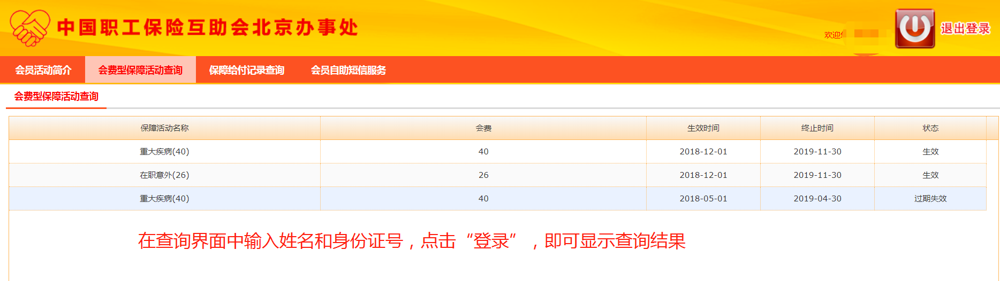 中国职工保险互助会北京办事处
欢迎
退出登录
会员活动简介 会费型保障活动查询 保障给付记录查询 会员自助短信服务
会费型保障活动查询
保障活动名称 会费 生效时间 终止时间 状态
重大疾病(40) 40 2018-12-01 2019-11-30 生效
在职意外(26) 26 2018-12-01 2019-11-30 生效
重大疾病(40) 40 2018-05-01 2019-04-30 过期失效
在查询界面中输入姓名和身份证号，点击“登录”，即可显示查询结果